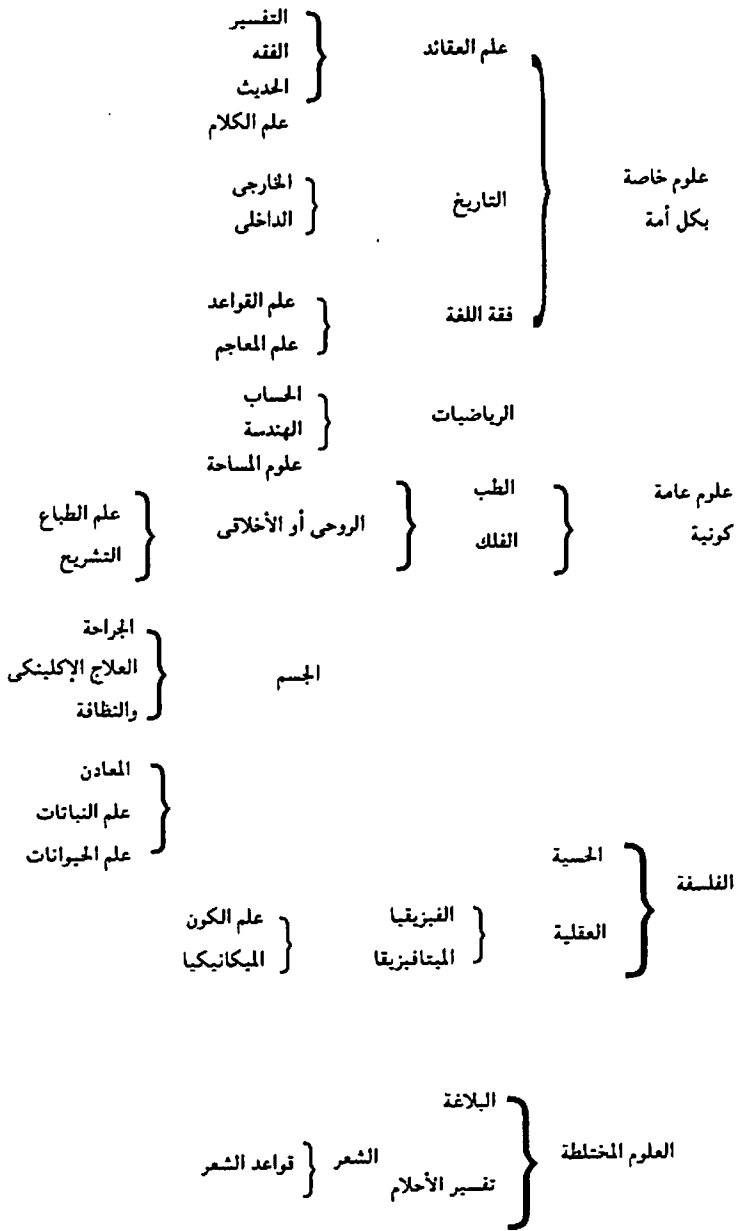 التفسير
علم العقائد
الفقه
الحديث
علم الكلام
علوم خاصة
الخارجى
التاريخ
بكل أمة
الداخلى
علم القواعد
فقة اللغة
علم المعاجم
الحساب
الرياضيات
الهندسة
علوم المساحة
علوم عامة
الطب
الروحى أو الأخلاقى
علم الطباع
كونية
الفلك
التشريح
الجراحة
الجسم
العلاج الإكلينكى
والنظافة
المعادن
علم النباتات
علم الحيوانات
الفلسفة
الحسية
العقلية
الفيزيقيا
علم الكون
الميتافيزيقا
الميكانيكيا
البلاغة
العلوم المختلطة
الشعر
قواعد الشعر
تفسير الأحلام